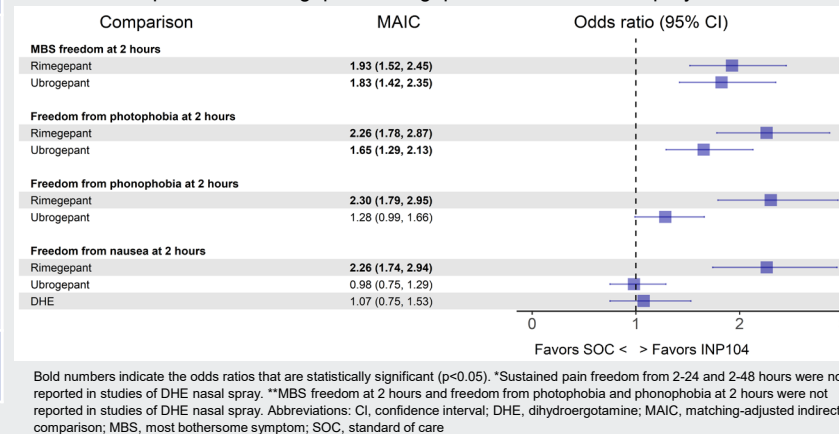 Comparison MAIC Odds ratio (95% CI)
MBS freedom at 2 hours
Rimegepant 1.93 (1.52, 2.45)
Ubrogepant 1.83 (1.42, 2.35)
Freedom from photophobia at 2 hours
Rimegepant 2.26 (1.78, 2.87)
Ubrogepant 1.65 (1.29, 2.13)
Freedom from phonophobia at 2 hours
Rimegepant 2.30 (1.79, 2.95)
Ubrogepant 1.28 (0.99, 1.66)
Freedom from nausea at 2 hours
Rimegepant 2.26 (1.74, 2.94)
Ubrogepant 0.98 (0.75, 1.29)
DHE 1.07 (0.75, 1.53)
0 1 2
Favors SOC < > Favors INP104
Bold numbers indicate the odds ratios that are statistically significant (p<0.05). *Sustained pain freedom from 2-24 and 2-48 hours were
reported in studies of DHE nasal spray. **MBS freedom at 2 hours and freedom from photophobia and phonophobia at 2 hours were not
reported in studies of DHE nasal spray. Abbreviations: CI, confidence interval; DHE, dihydroergotamine; MAIC, matching-adjusted indirect
comparison; MBS, most bothersome symptom; SOC, standard of care